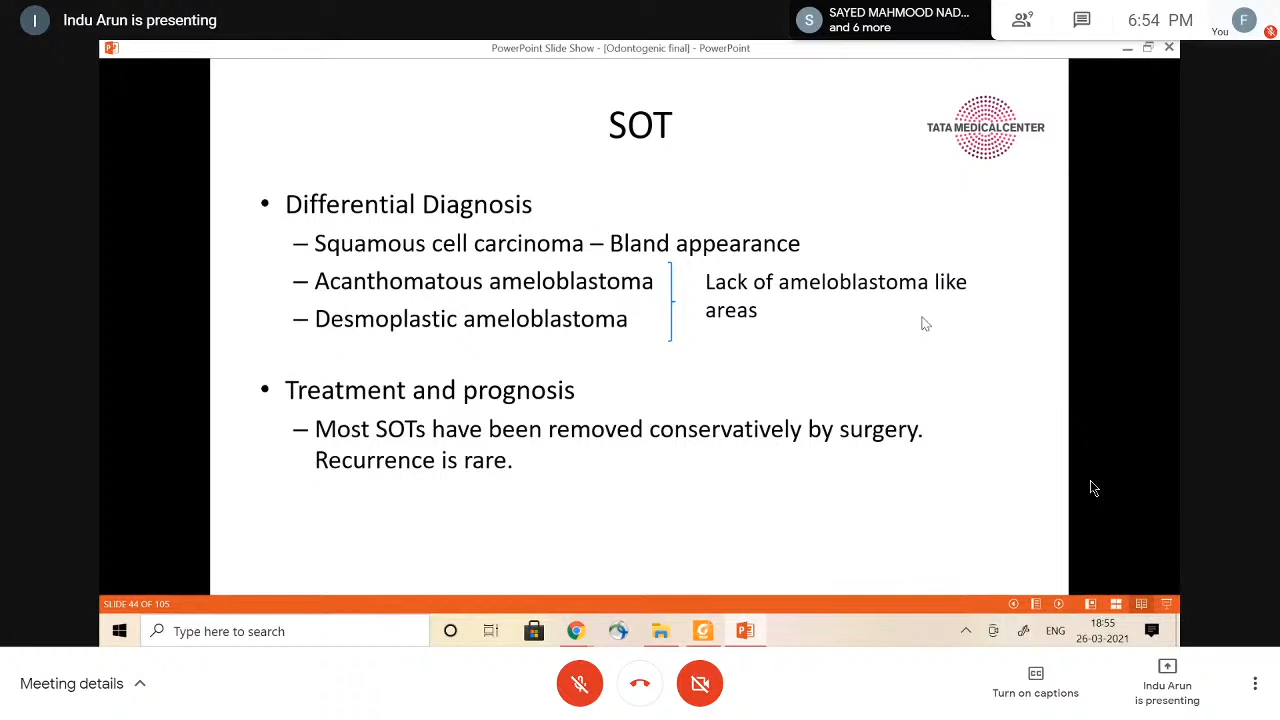 I
Indu Arun is presenting
S
SAYED MAHMOOD NAD...
and 6 more
9
6:54 PM
You
F
PowerPoint Slide Show - [Odontogenic final] - PowerPoint
SOT
TATA MEDICAL CENTER
• Differential Diagnosis
– Squamous cell carcinoma – Bland appearance
– Acanthomatous ameloblastoma
– Desmoplastic ameloblastoma
Lack of ameloblastoma like
areas
• Treatment and prognosis
– Most SOTs have been removed conservatively by surgery.
Recurrence is rare.
SLIDE 44 OF 105
Type here to search
ENG
18:55
26-03-2021
Meeting details
Turn on captions
Indu Arun
is presenting